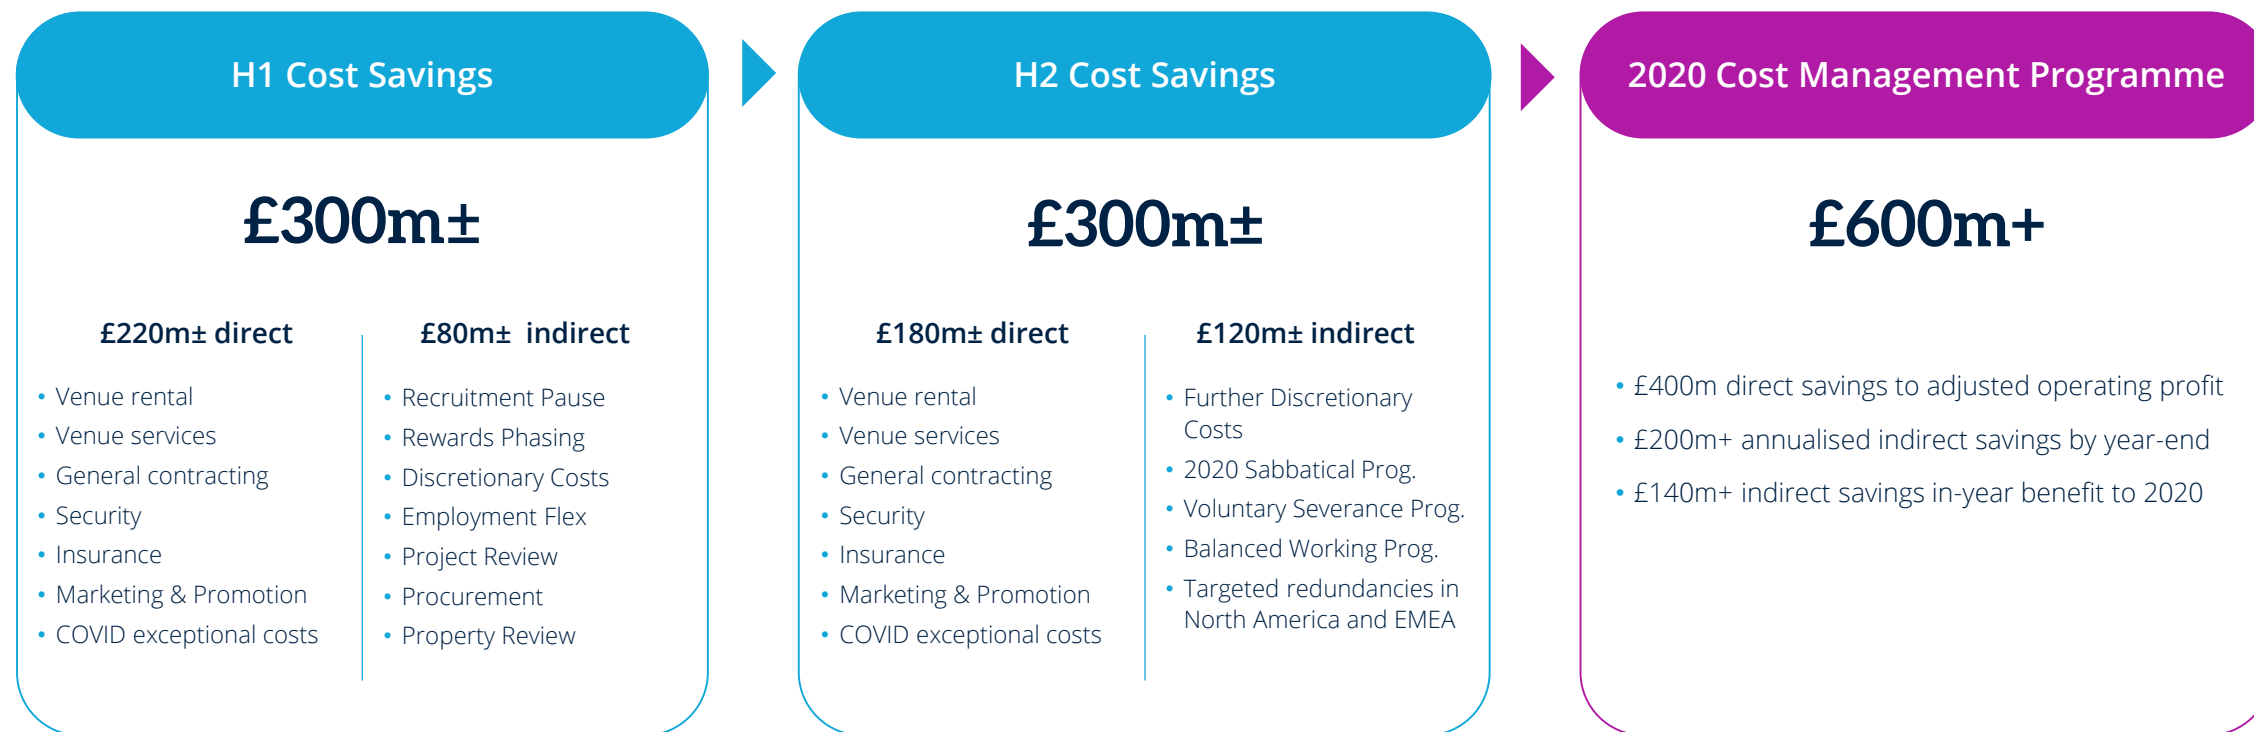 H1 Cost Savings
£300m±
£220m± direct
• Venue rental
• Venue services
• General contracting
• Security
• Insurance
• Marketing & Promotion
• COVID exceptional costs
£80m± indirect
• Recruitment Pause
• Rewards Phasing
• Discretionary Costs
• Employment Flex
• Project Review
• Procurement
• Property Review
H2 Cost Savings
£300m±
£180m± direct
• Venue rental
• Venue services
• General contracting
• Security
• Insurance
• Marketing & Promotion
• COVID exceptional costs
£120m± indirect
• Further Discretionary
Costs
• 2020 Sabbatical Prog.
• Voluntary Severance Prog.
• Balanced Working Prog.
• Targeted redundancies in
North America and EMEA
2020 Cost Management Programme
£600m+
• £400m direct savings to adjusted operating profit
• £200m+ annualised indirect savings by year-end
• £140m+ indirect savings in-year benefit to 2020